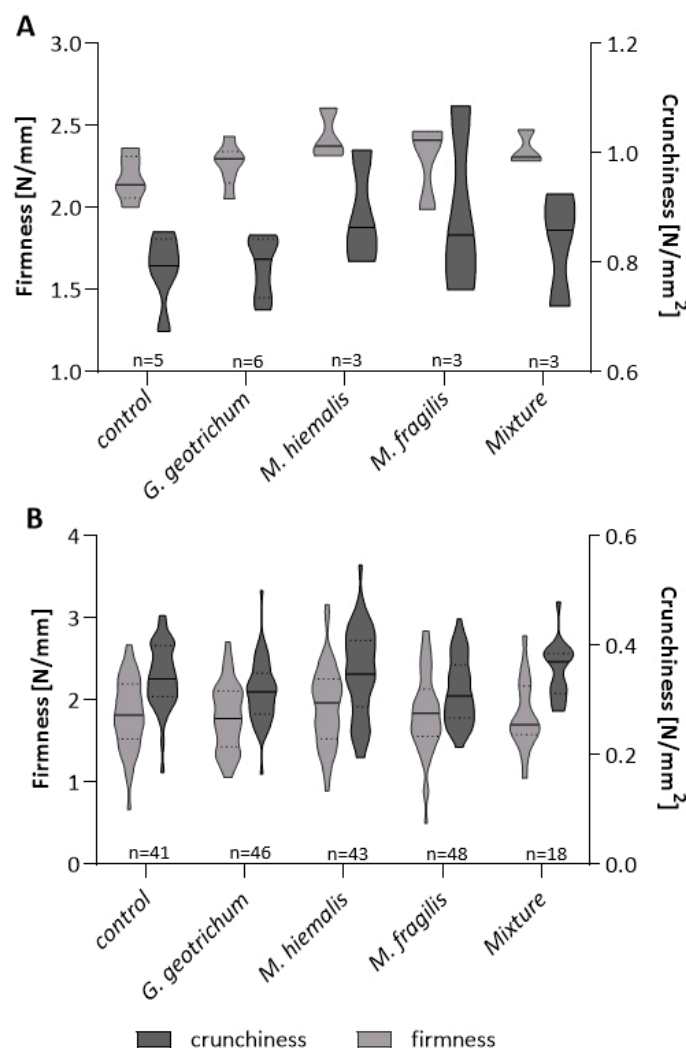 A
3.0
2.5
2.0
1.5
1.0
Firmness [N/mm]
1.2
1.0
0.8
0.6
Crunchiness [N/mm²]
n=5 n=6 n=3 n=3 n=3
control G. geotrichum M. hiemalis M. fragilis Mixture
B
4
3
2
1
0
Firmness [N/mm]
0.6
0.4
0.2
0.0
Crunchiness [N/mm²]
n=41 n=46 n=43 n=48 n=18
control G. geotrichum M. hiemalis M. fragilis Mixture
crunchiness firmness